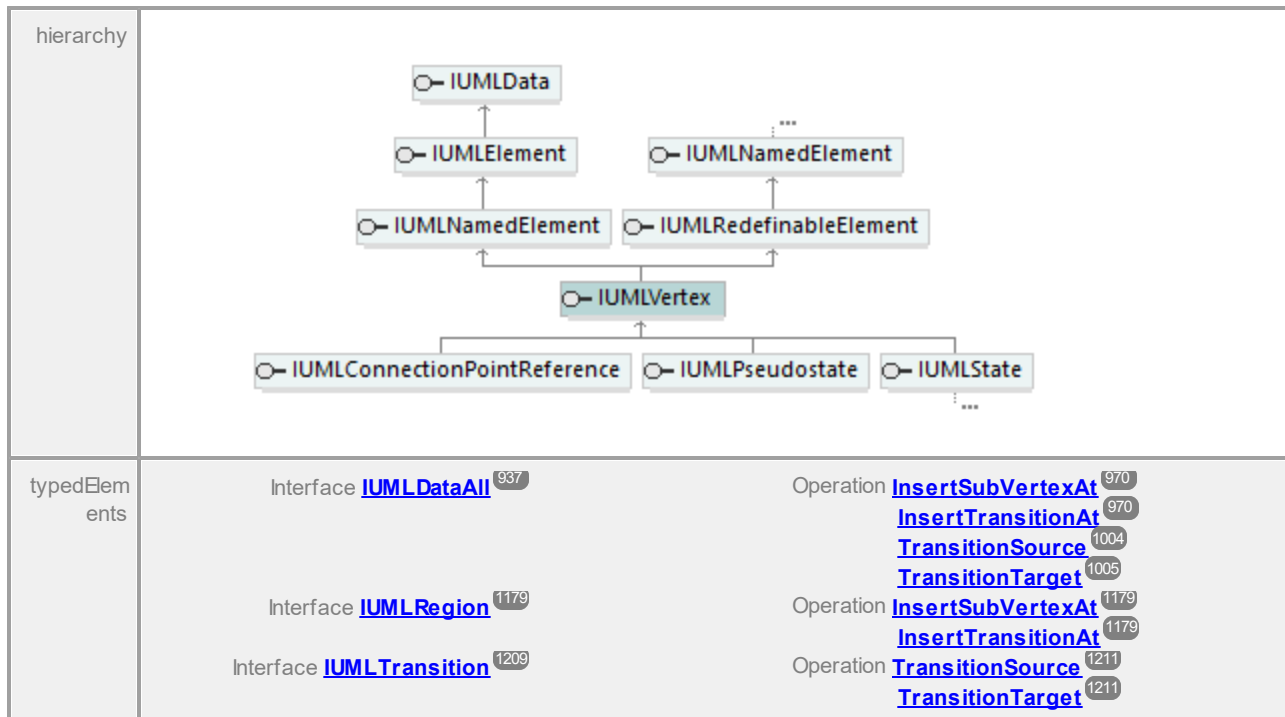 hierarchy
IUMLData
...
IUMLElement IUMLNamedElement
IUMLNamedElement IUMLRedefinableElement
IUMLVertex
IUMLConnectionPointReference IUMLPseudostate IUMLState
...
typedElem
ents
Interface IUMLDataAll 937 Operation InsertSubVertexAt 970
InsertTransitionAt 970
TransitionSource 1004
TransitionTarget 1005
Interface IUMLRegion 1179 Operation InsertSubVertexAt 1179
InsertTransitionAt 1179
Interface IUMLTransition 1209 Operation TransitionSource 1211
TransitionTarget 1211